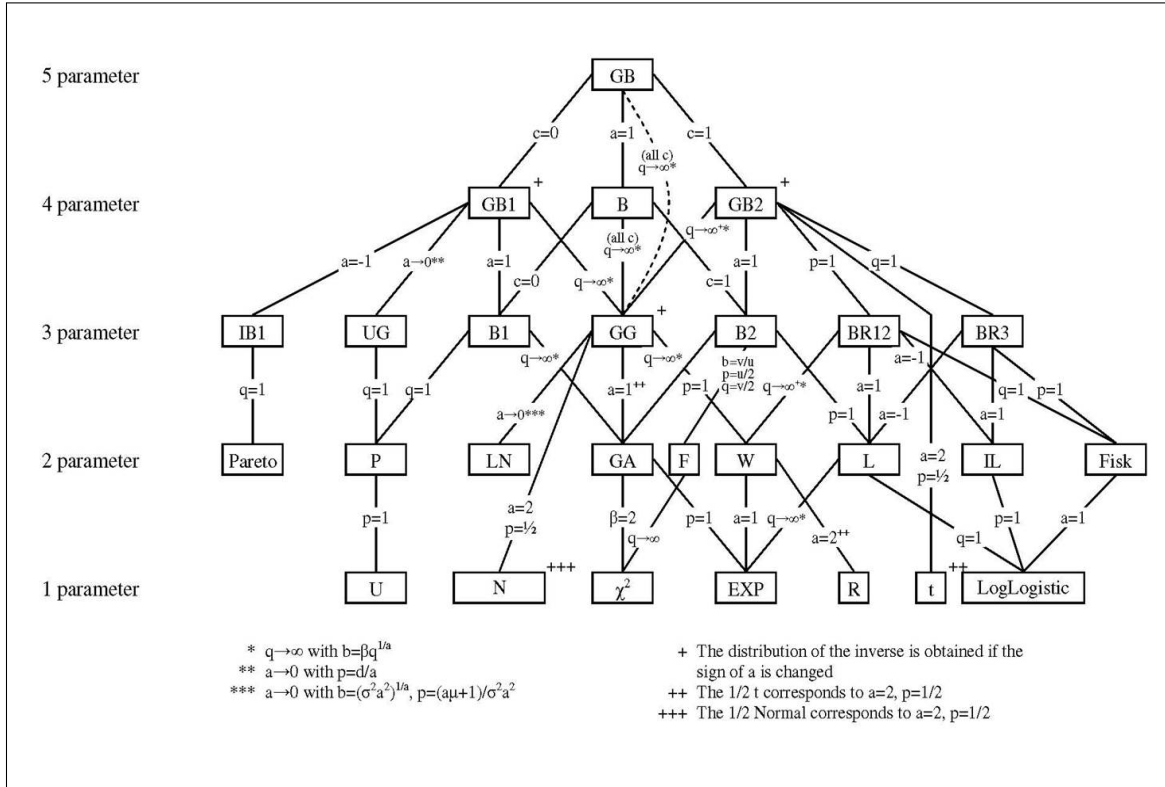 5 parameter
GB
c=0
a=1
c=1
(all c)
q→∞*
4 parameter
GB1
+
B
GB2
+
a=-1
a→0**
a=1
c=0
q→∞*
(all c)
q→∞*
q→∞+*
c=1
a=1
p=1
q=1
3 parameter
IB1
UG
B1
GG
+
B2
BR12
BR3
q=1
q=1
q=1
q→∞*
a→0***
a=1++
q→∞*
p=1
b=v/u
p=u/2
q=v/2
q→∞+*
p=1
a=1
a=-1
a=-1
a=1
q=1
p=1
2 parameter
Pareto
P
LN
GA
F
W
L
IL
Fisk
p=1
a=2
p=½
β=2
q→∞
p=1
a=1
q→∞*
a=2++
a=2
p=½
q=1
p=1
a=1
1 parameter
U
N
+++
χ²
EXP
R
t
++
LogLogistic
* q→∞ with b=βq^1/a
** a→0 with p=d/a
*** a→0 with b=(σ²a²)^1/a, p=(aμ+1)/σ²a²
+ The distribution of the inverse is obtained if the
sign of a is changed
++ The 1/2 t corresponds to a=2, p=1/2
+++ The 1/2 Normal corresponds to a=2, p=1/2